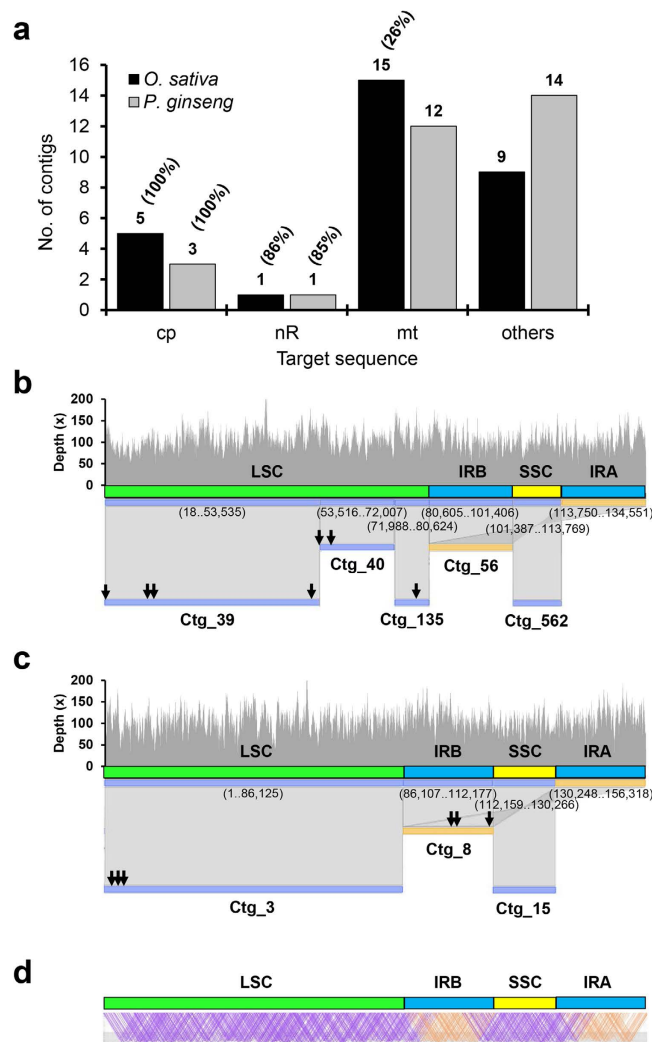 a
(26%)
16
14
12
10
8
6
4
2
0
No. of contigs
O. sativa
P. ginseng
(100%)
5
(100%)
3
(86%)
1
(85%)
1
15
12
9
14
cp nR mt others
Target sequence
b
200
150
100
50
0
Depth (x)
LSC IRB SSC IRA
(18..53,535) (53,516..72,007) (80,605..101,406) (113,750..134,551)
(71,988..80,624) (101,387..113,769)
Ctg_40 Ctg_56
Ctg_39 Ctg_135 Ctg_562
c
200
150
100
50
0
Depth (x)
LSC IRB SSC IRA
(1..86,125) (86,107..112,177) (130,248..156,318)
(112,159..130,266)
Ctg_8
Ctg_3 Ctg_15
d
LSC IRB SSC IRA